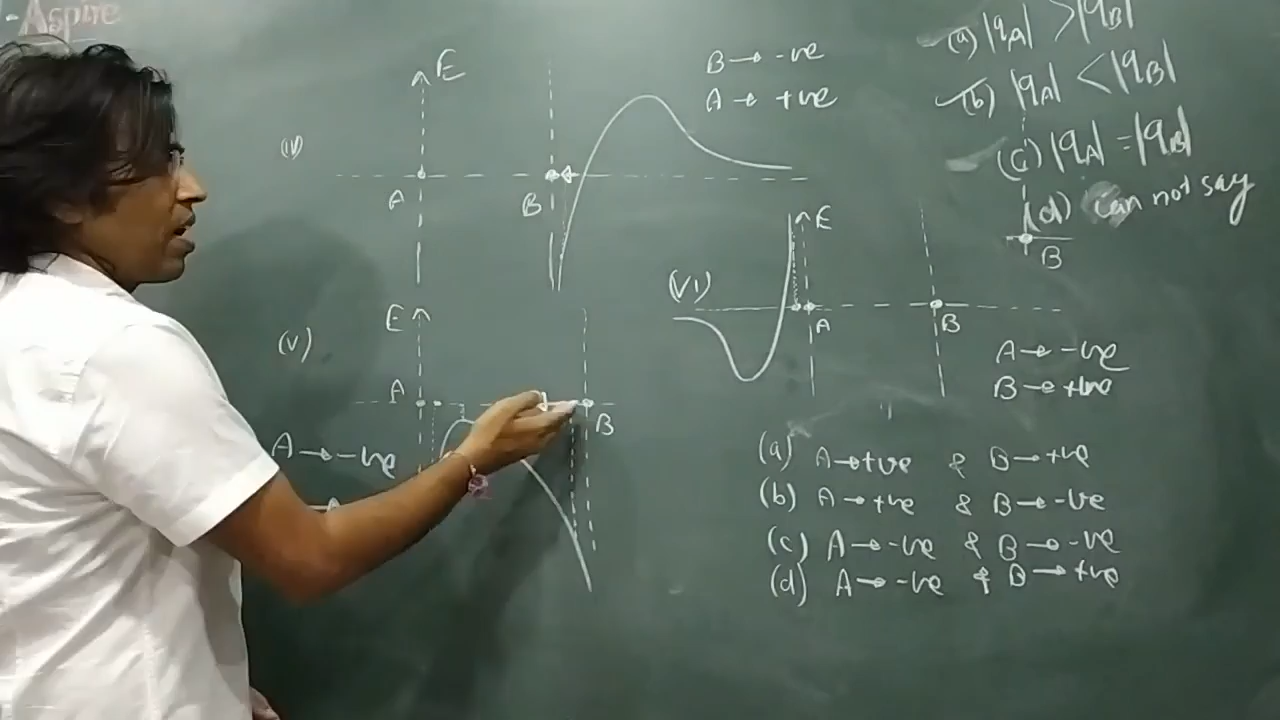 Aspire
(a) |qA| > |qB|
(b) |qA| < |qB|
(c) |qA| = |qB|
(d) can not say
B
(IV)
E
A
B
B → -ve
A → +ve
(V)
E
A
B
A → -ve
(VI)
E
A
B
A → -ve
B → +ve
(a) A → +ve & B → +ve
(b) A → +ve & B → -ve
(c) A → -ve & B → -ve
(d) A → -ve & B → +ve